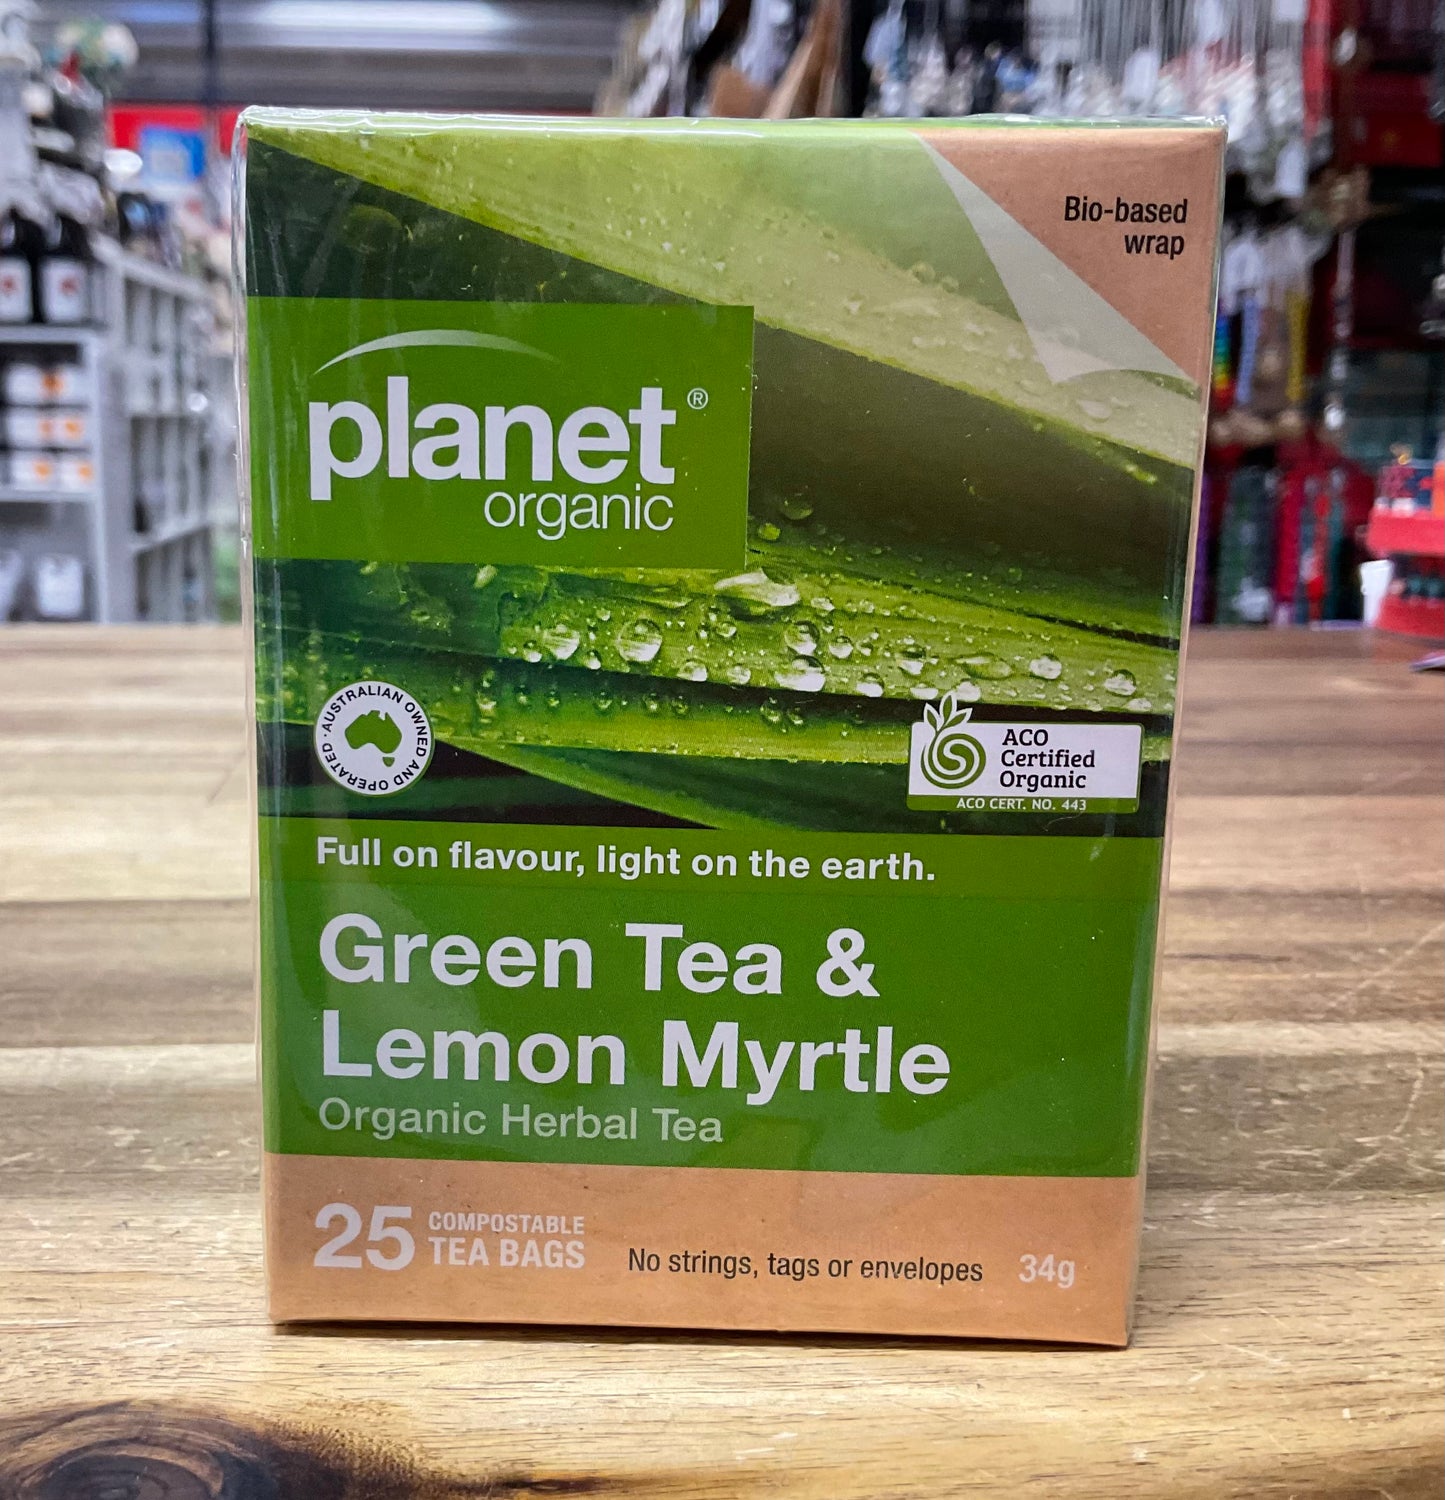 Bio-based
wrap
planet®
organic
· AUSTRALIAN OWNED AND OPERATED
ACO
Certified
Organic
ACO CERT. NO. 443
Full on flavour, light on the earth.
Green Tea &
Lemon Myrtle
Organic Herbal Tea
25 COMPOSTABLE
TEA BAGS
No strings, tags or envelopes
34g